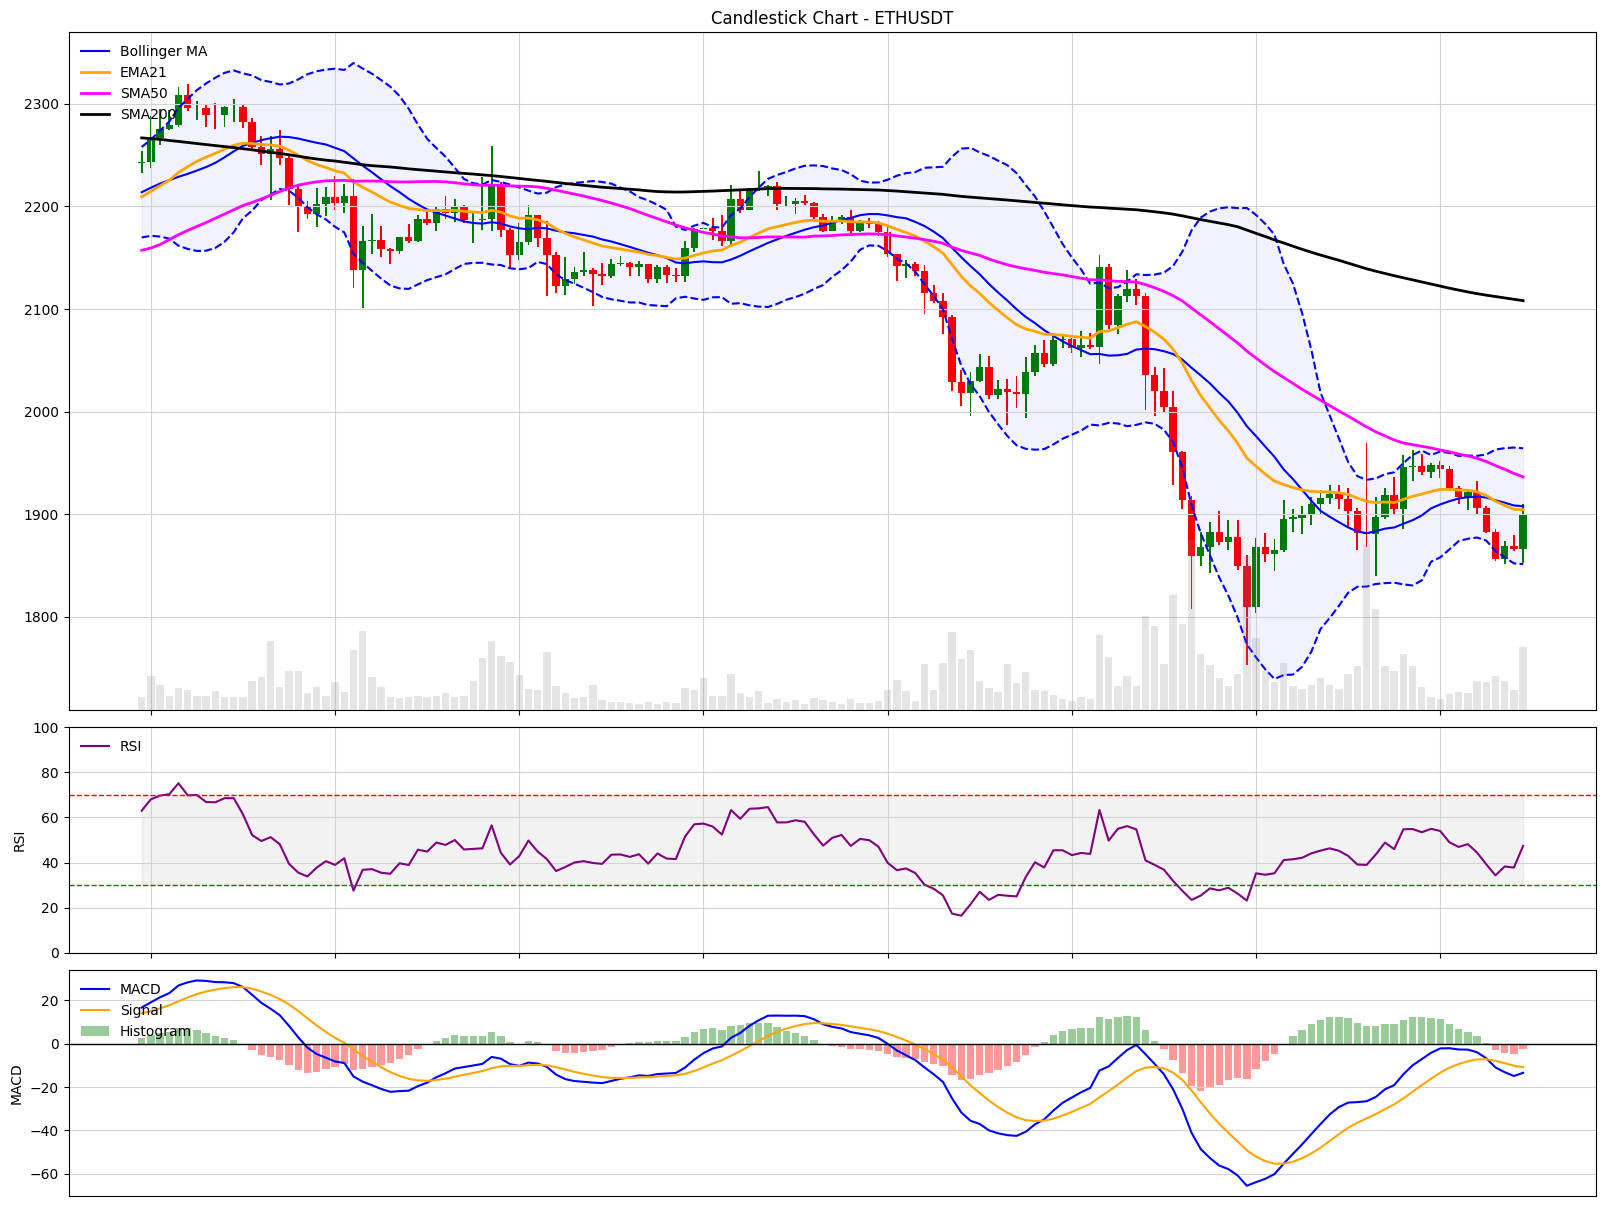 Candlestick Chart - ETHUSDT
Bollinger MA
EMA21
SMA50
SMA200
2300
2200
2100
2000
1900
1800
RSI
100
80
60
40
20
0
RSI
MACD
Signal
Histogram
20
0
−20
−40
−60
MACD